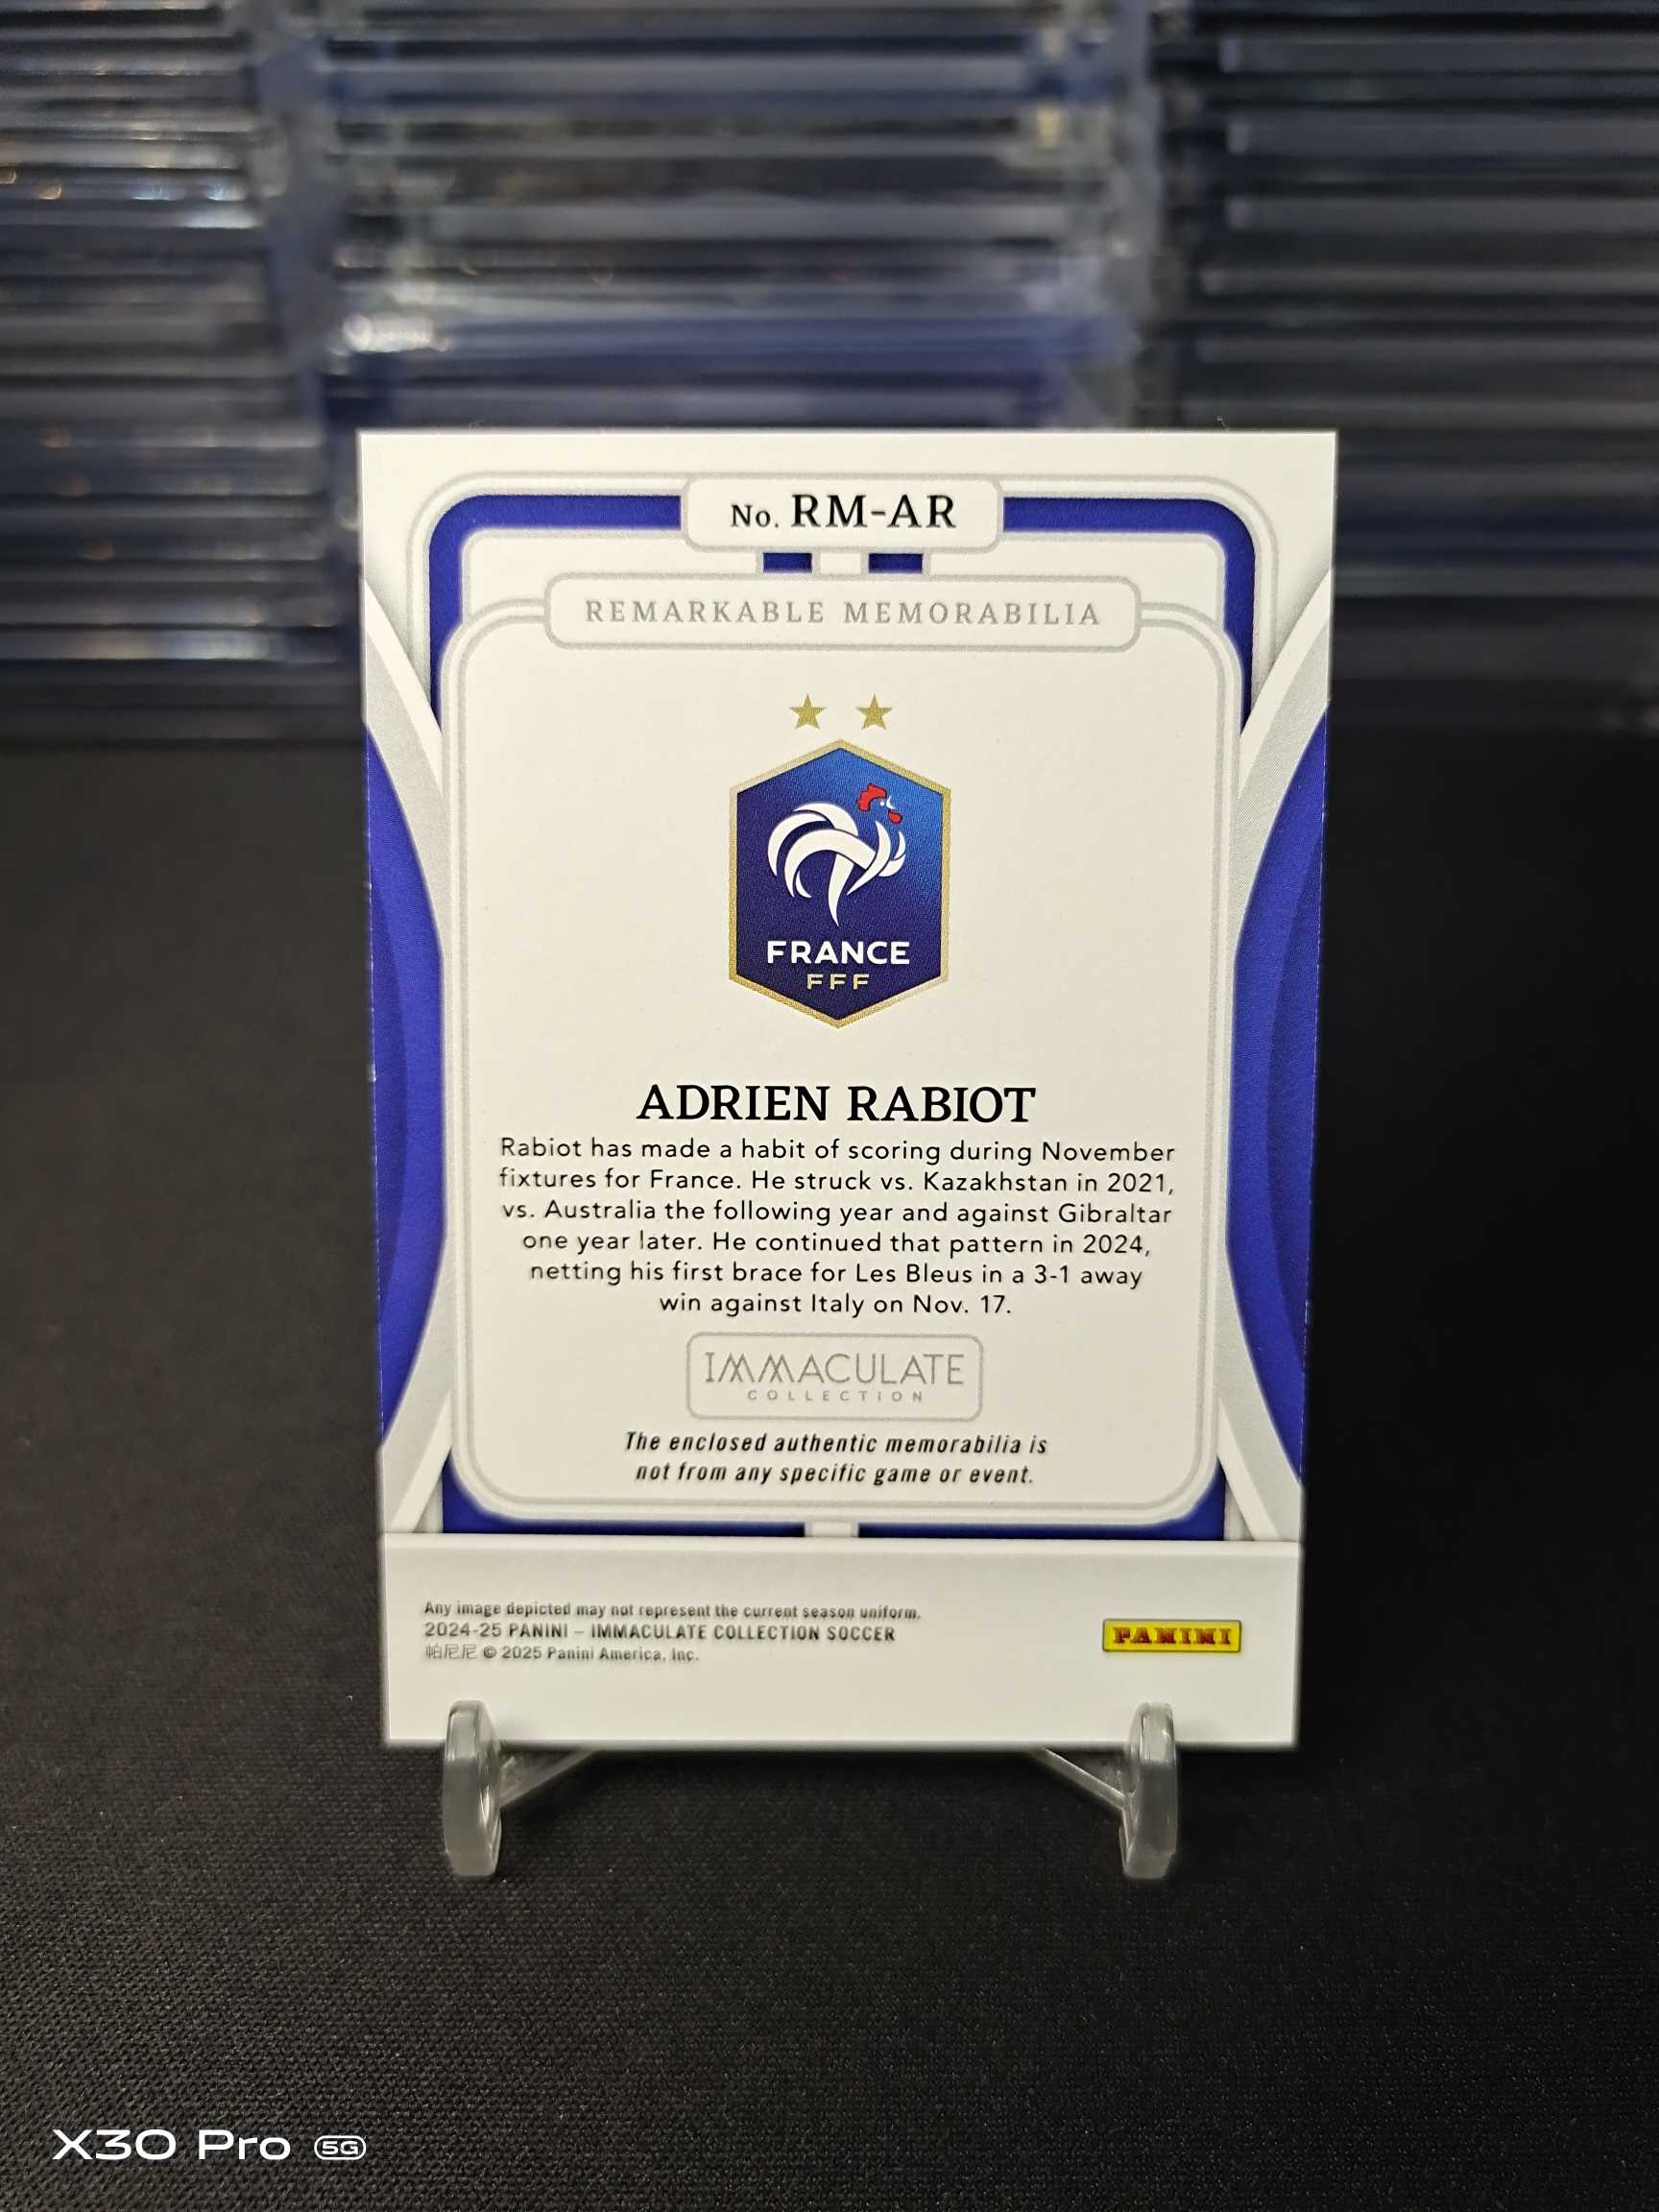 No. RM-AR
REMARKABLE MEMORABILIA
FRANCE
FFF
ADRIEN RABIOT
Rabiot has made a habit of scoring during November
fixtures for France. He struck vs. Kazakhstan in 2021,
vs. Australia the following year and against Gibraltar
one year later. He continued that pattern in 2024,
netting his first brace for Les Bleus in a 3-1 away
win against Italy on Nov. 17.
IMMACULATE
COLLECTION
The enclosed authentic memorabilia is
not from any specific game or event.
Any image depicted may not represent the current season uniform.
2024-25 PANINI – IMMACULATE COLLECTION SOCCER
帕尼尼 © 2025 Panini America, Inc.
PANINI
X30 Pro 5G